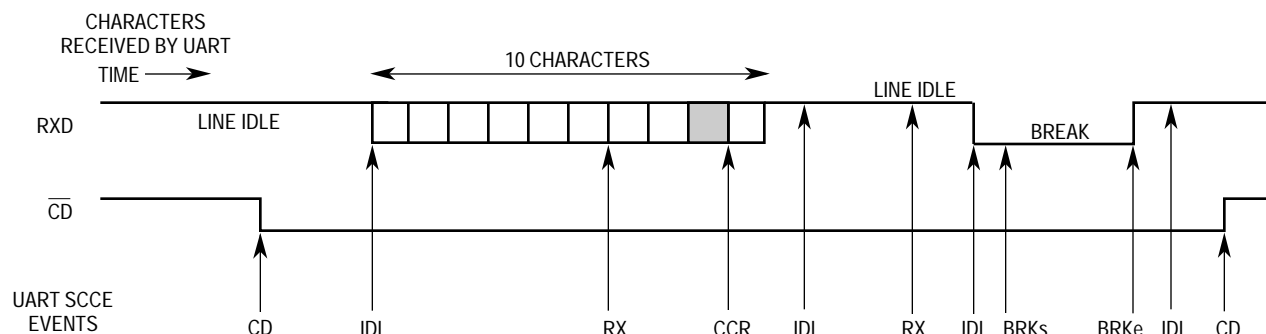 CHARACTERS
RECEIVED BY UART
TIME
10 CHARACTERS
RXD
LINE IDLE
LINE IDLE
BREAK
CD
UART SCCE
EVENTS
CD IDL RX CCR IDL RX IDL BRKs BRKe IDL CD